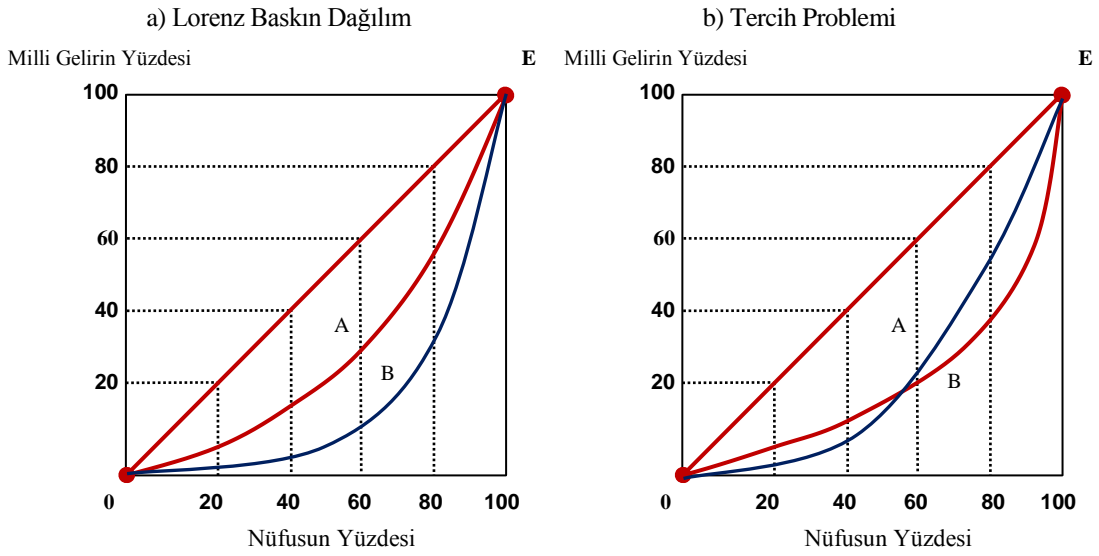 a) Lorenz Baskın Dağılım
Milli Gelirin Yüzdesi E
100
80
60
40
20
A
B
0 20 40 60 80 100
Nüfusun Yüzdesi
b) Tercih Problemi
Milli Gelirin Yüzdesi E
100
80
60
40
20
A
B
0 20 40 60 80 100
Nüfusun Yüzdesi